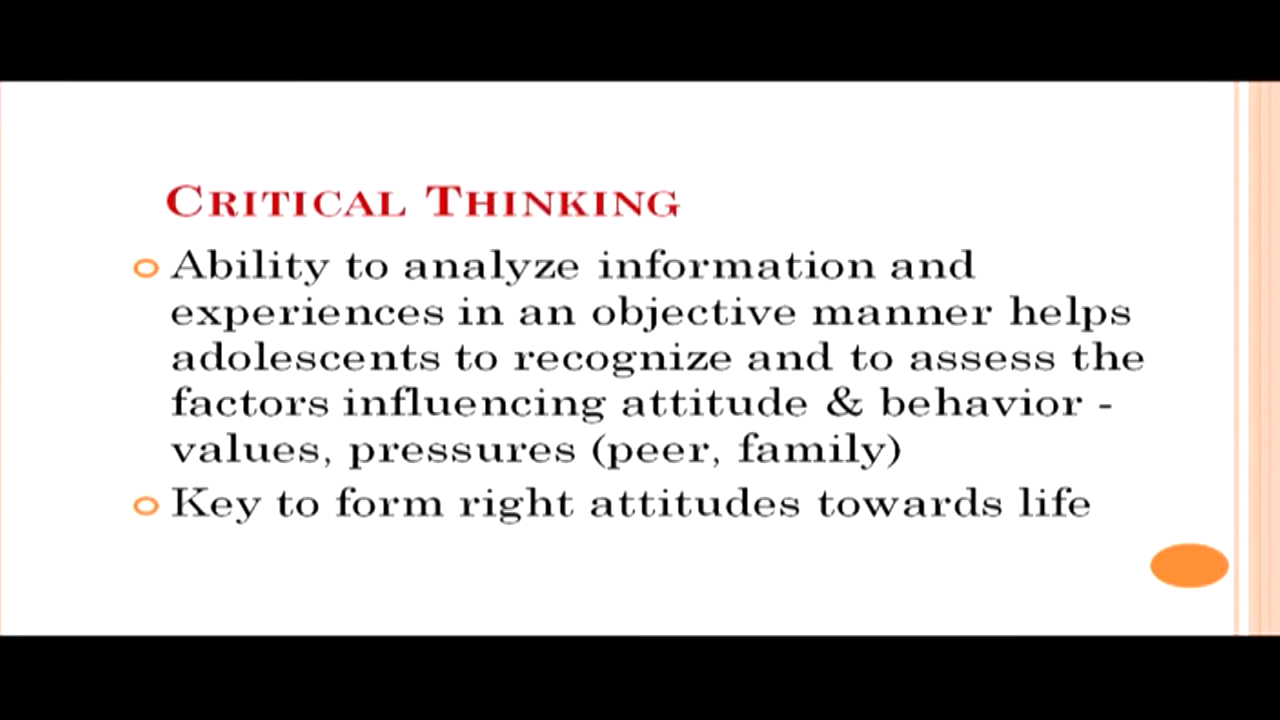 CRITICAL THINKING
Ability to analyze information and
experiences in an objective manner helps
adolescents to recognize and to assess the
factors influencing attitude & behavior -
values, pressures (peer, family)
Key to form right attitudes towards life